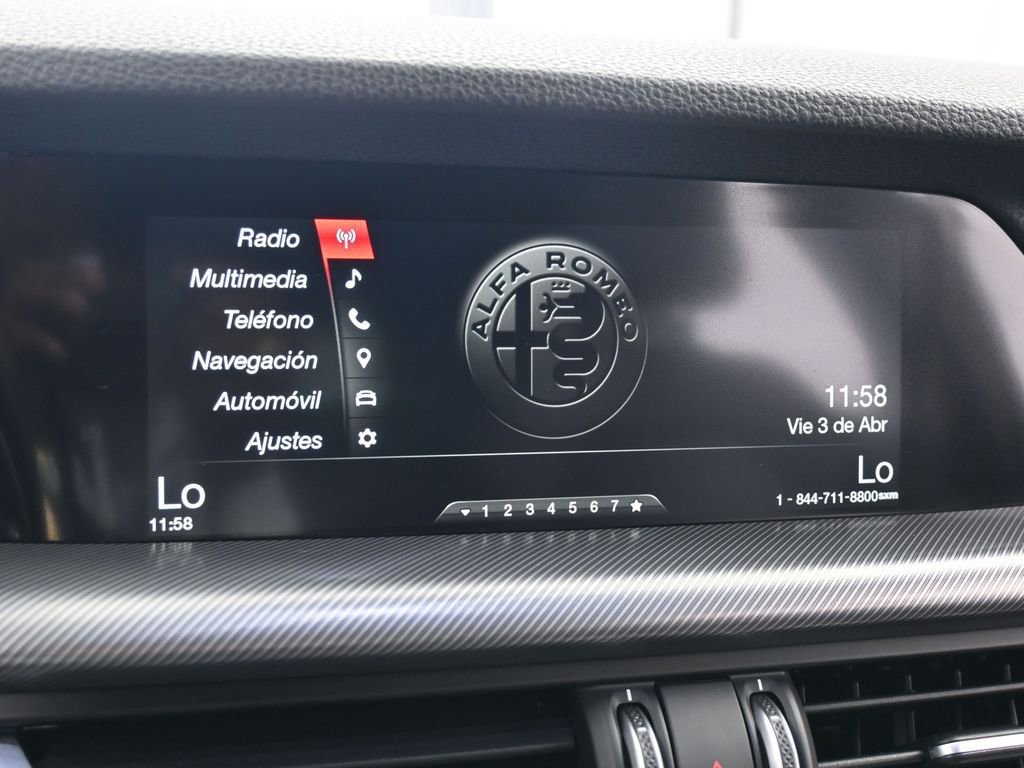 Radio
Multimedia
Teléfono
Navegación
Automóvil
Ajustes
ALFA ROMEO
11:58
Vie 3 de Abr
Lo
11:58
1 2 3 4 5 6 7
Lo
1 - 844-711-8800sxm